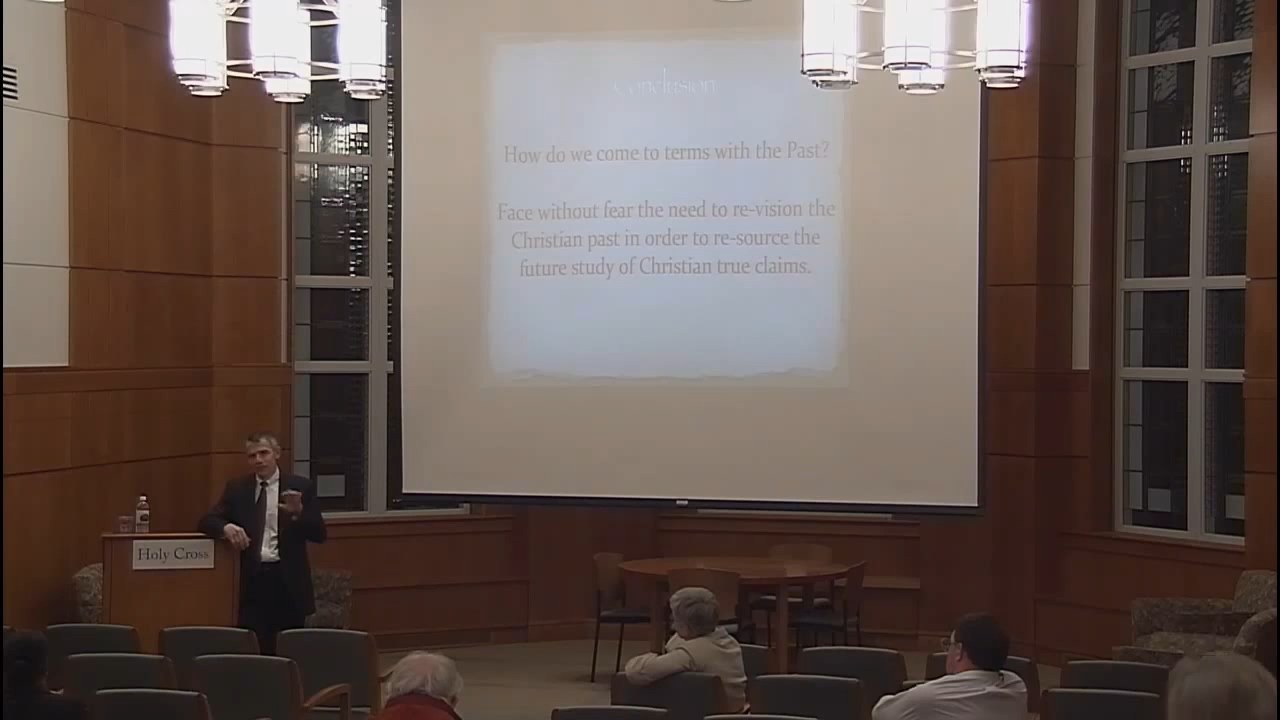 Conclusion
How do we come to terms with the Past?
Face without fear the need to re-vision the
Christian past in order to re-source the
future study of Christian true claims.
Holy Cross